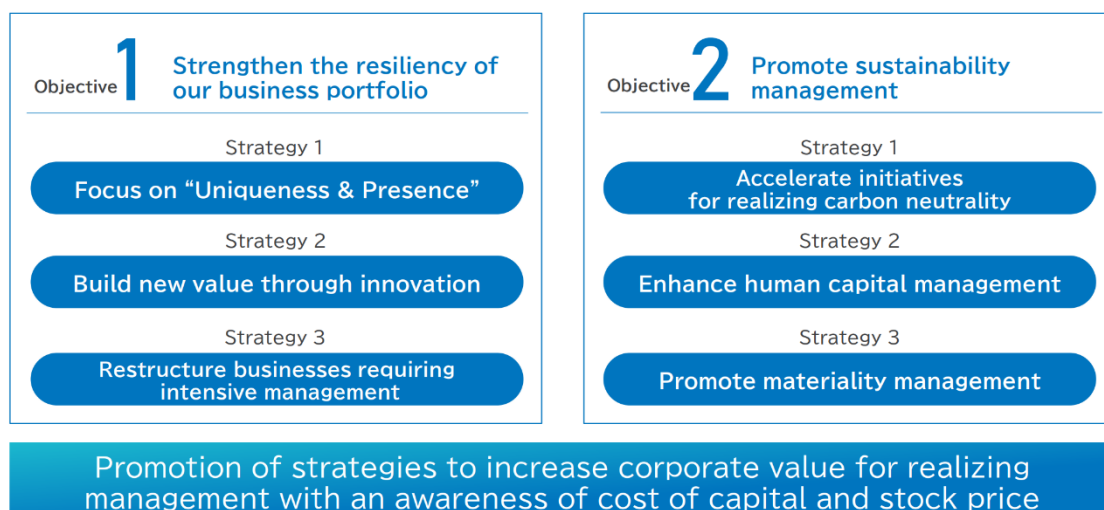 Objective 1
Strengthen the resiliency of
our business portfolio
Strategy 1
Focus on “Uniqueness & Presence”
Strategy 2
Build new value through innovation
Strategy 3
Restructure businesses requiring
intensive management
Objective 2
Promote sustainability
management
Strategy 1
Accelerate initiatives
for realizing carbon neutrality
Strategy 2
Enhance human capital management
Strategy 3
Promote materiality management
Promotion of strategies to increase corporate value for realizing
management with an awareness of cost of capital and stock price